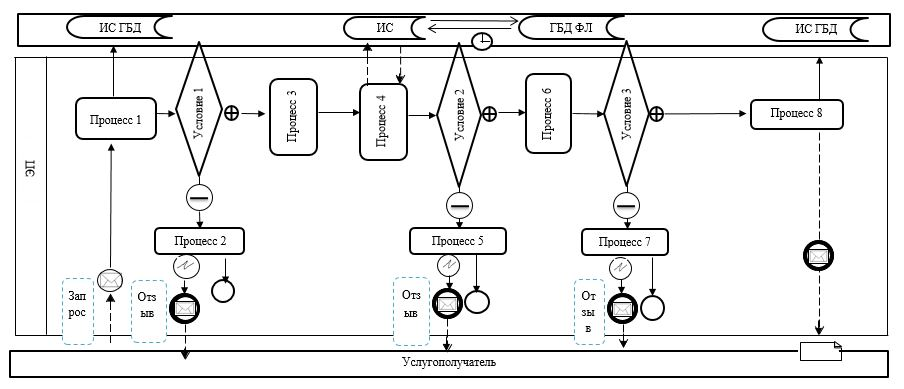 ИС ГБД
ИС
ГБД ФЛ
ИС ГБД
ЭП
Процесс 1
Условие 1
Процесс 3
Процесс 4
Условие 2
Процесс 6
Условие 3
Процесс 8
Процесс 2
Процесс 5
Процесс 7
Зап
рос
Отз
ыв
Отз
ыв
От
зы
в
Услугополучатель